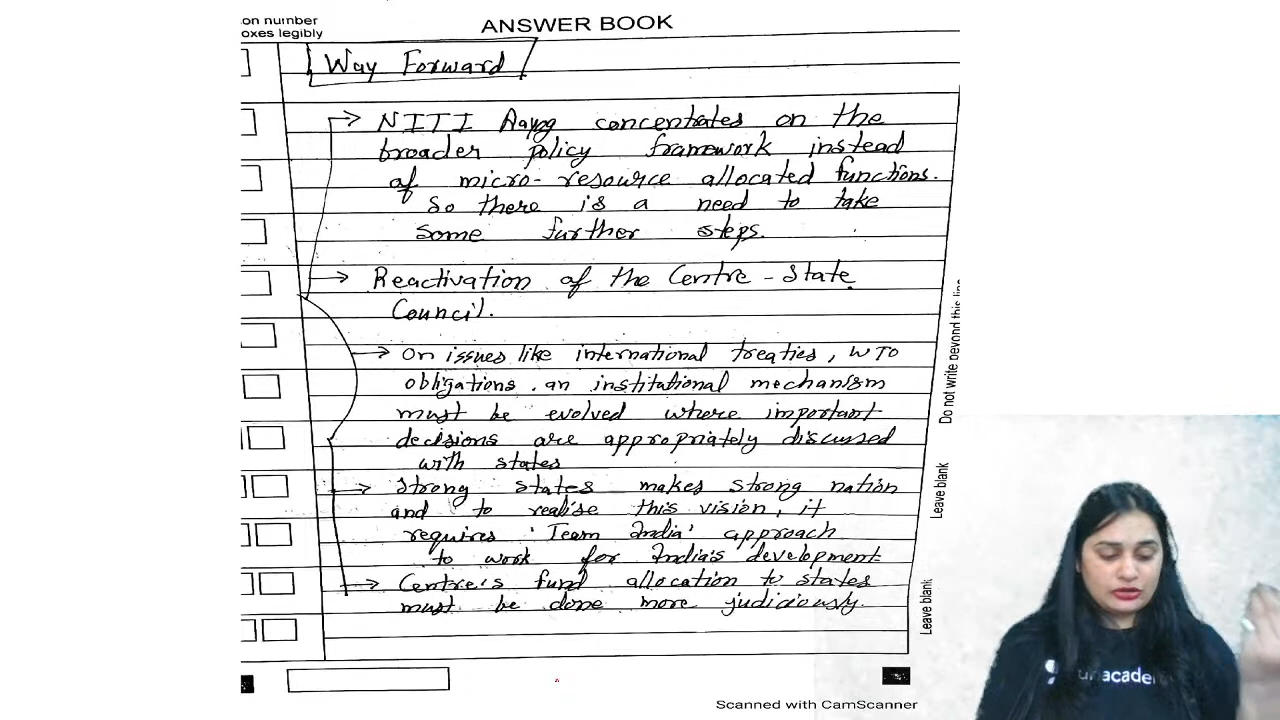 on number
oxes legibly
ANSWER BOOK
Way Forward
NITI Aayog concentrates on the
broader policy framework instead
of micro-resource allocated functions.
So there is a need to take
some further steps.
Reactivation of the Centre-State
Council.
On issues like international treaties, WTO
obligations. an institutional mechanism
must be evolved where important
decisions are appropriately discussed
with states
Strong states makes strong nation
and to realise this vision, it
requires 'Team India' approach
to work for India's development
Centre's fund allocation to states
must be done more judiciously.
Do not write beyond this line
Leave blank
Leave blank
Scanned with CamScanner